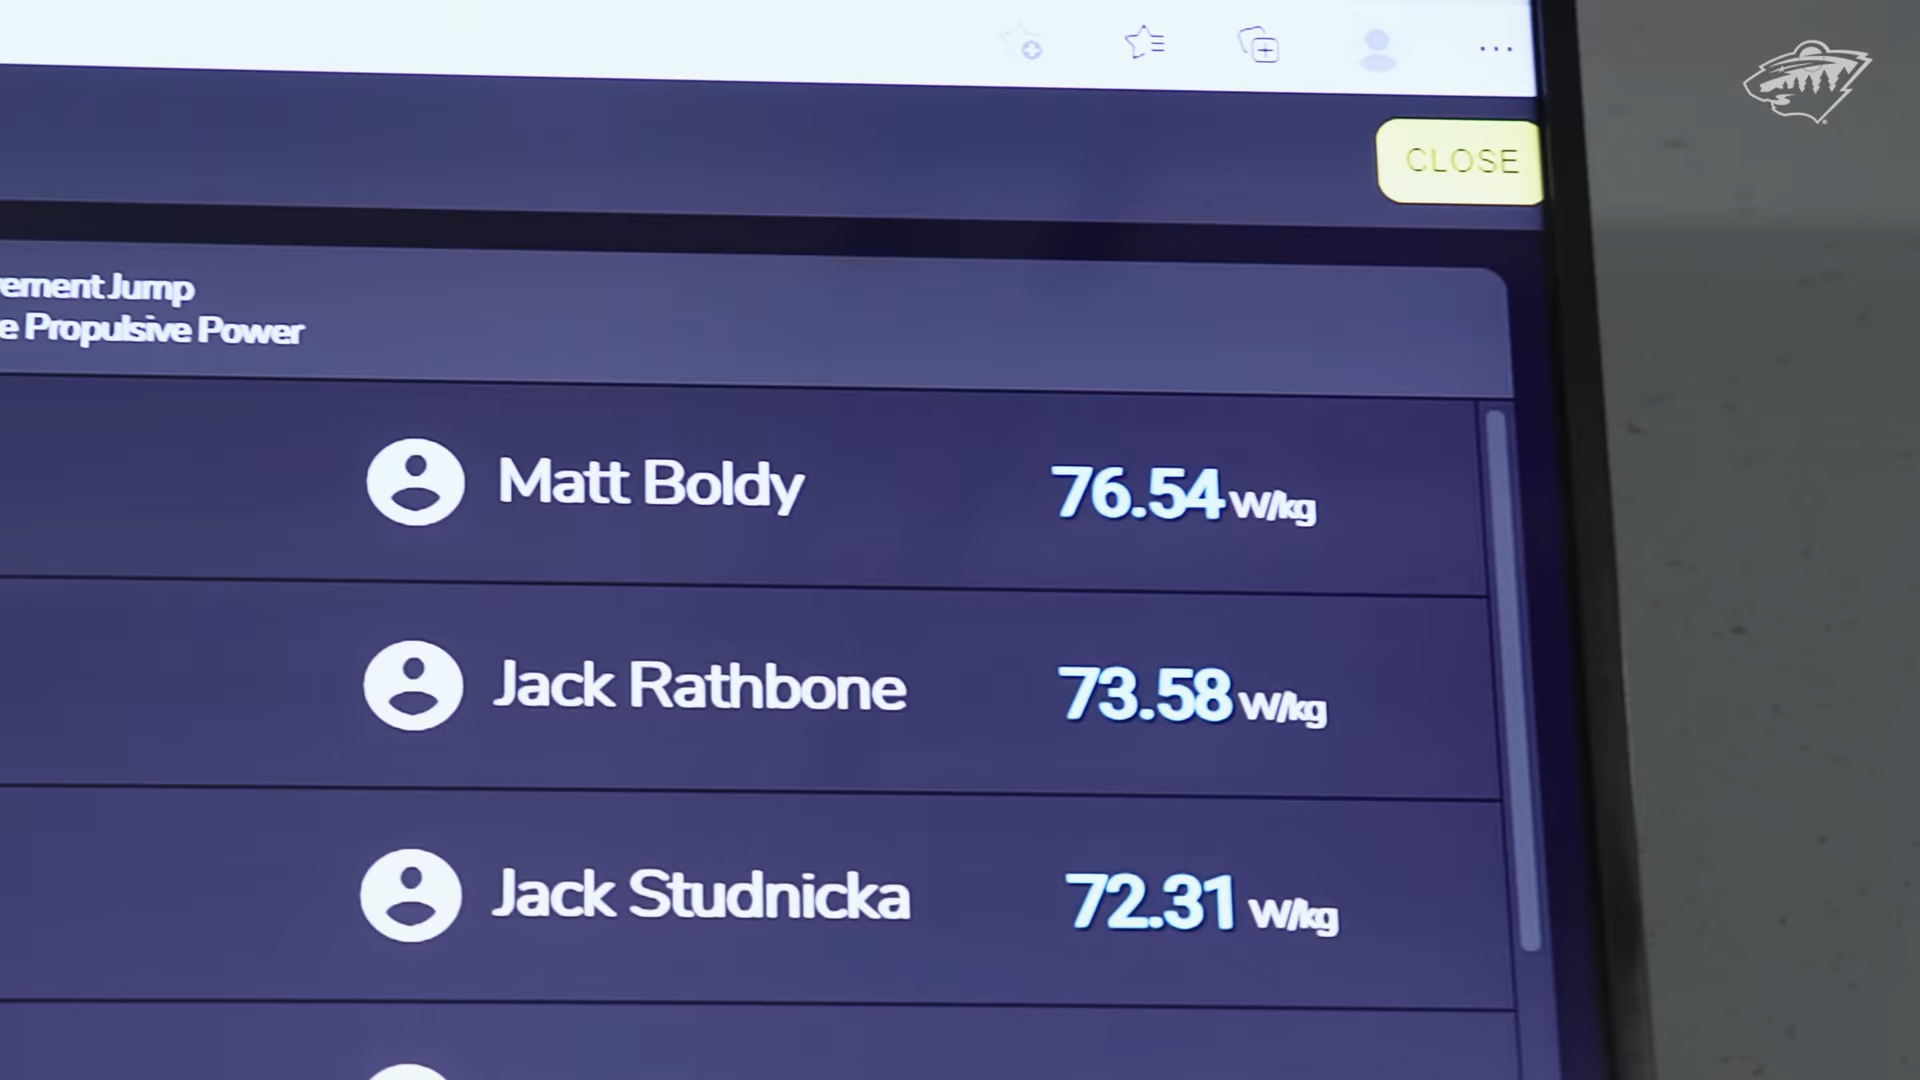 CLOSE
vement Jump
e Propulsive Power
Matt Boldy 76.54 W/kg
Jack Rathbone 73.58 W/kg
Jack Studnicka 72.31 W/kg